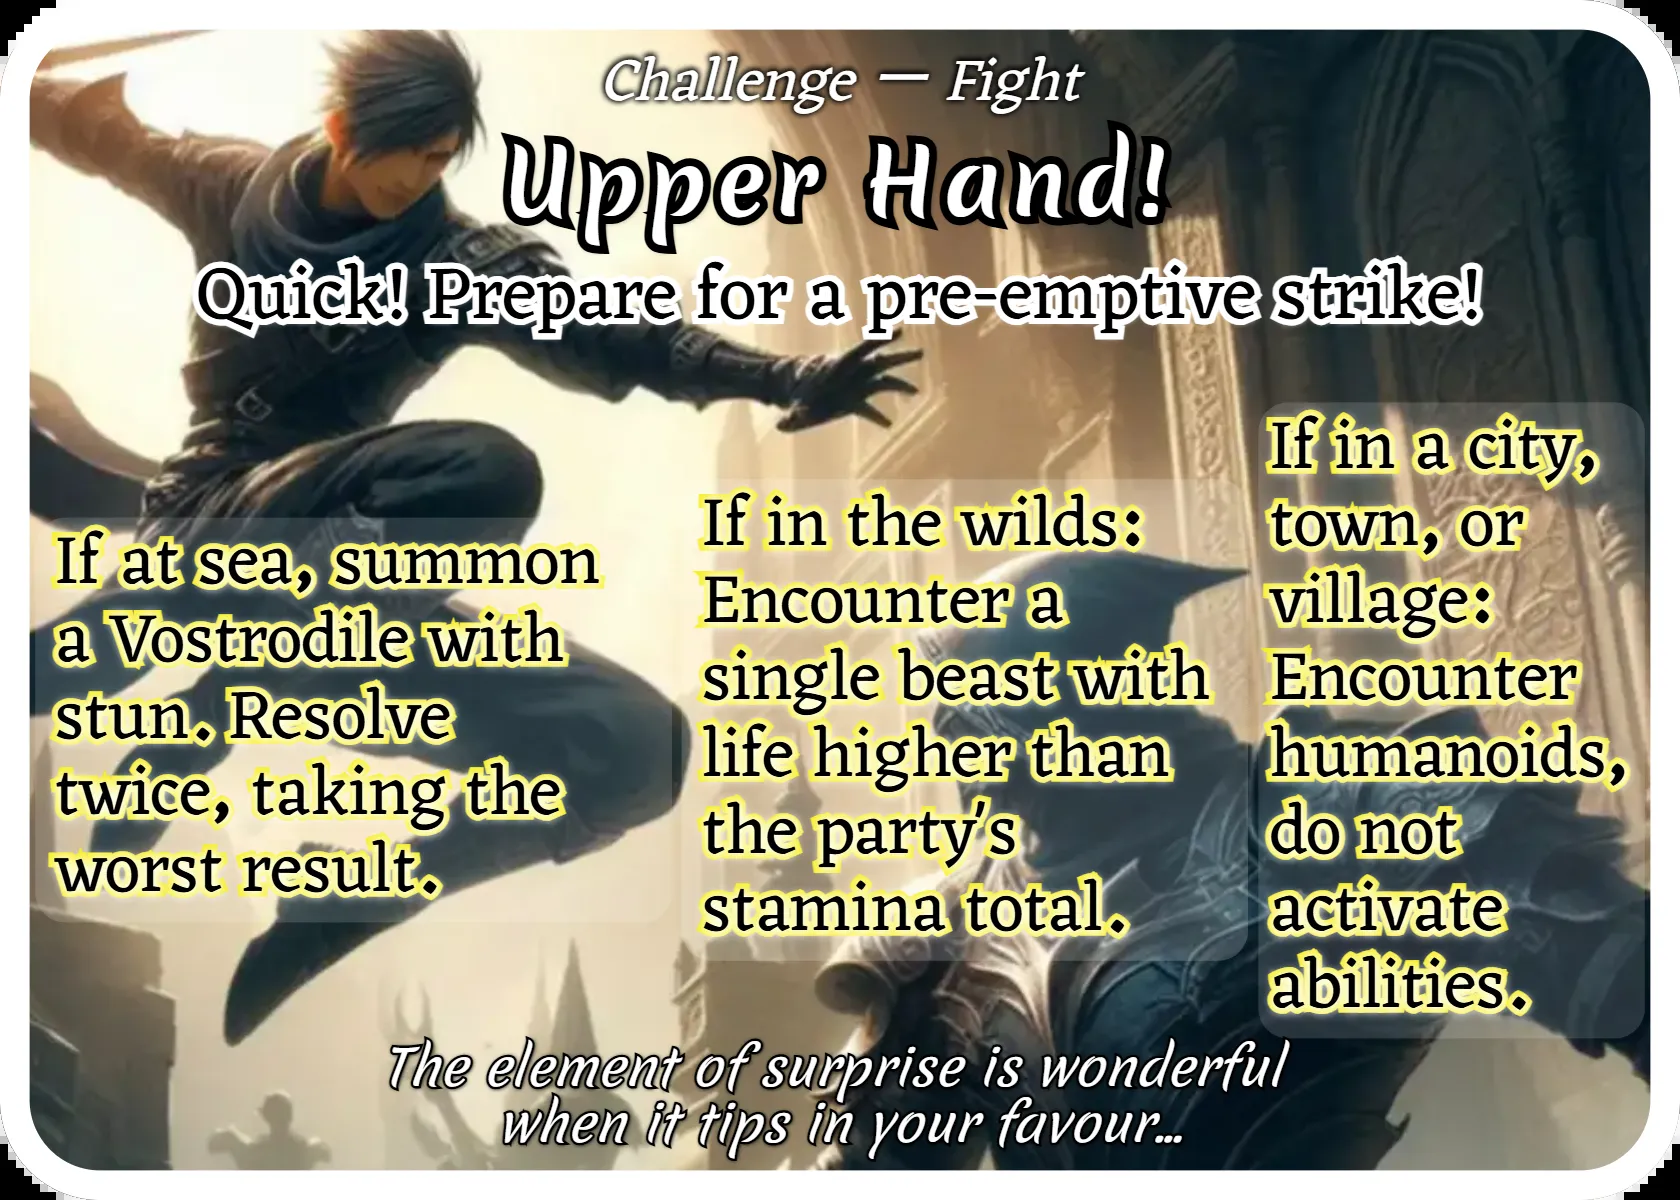 Challenge — Fight
Upper Hand!
Quick! Prepare for a pre-emptive strike!
If at sea, summon
a Vostrodile with
stun. Resolve
twice, taking the
worst result.
If in the wilds:
Encounter a
single beast with
life higher than
the party's
stamina total.
If in a city,
town, or
village:
Encounter
humanoids,
do not
activate
abilities.
The element of surprise is wonderful
when it tips in your favour...